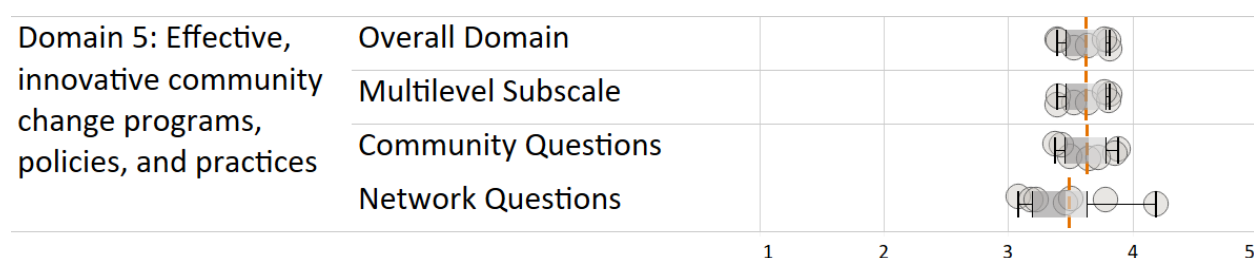 Domain 5: Effective,
innovative community
change programs,
policies, and practices
Overall Domain
Multilevel Subscale
Community Questions
Network Questions
1 2 3 4 5